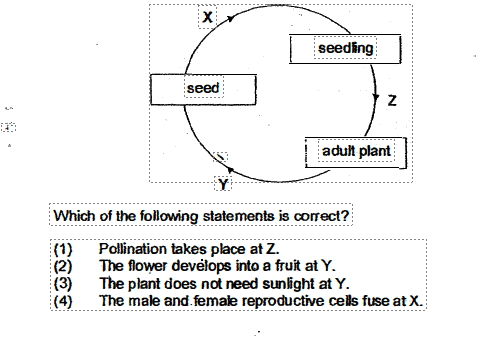 X
seedling
seed
Z
adult plant
Y
Which of the following statements is correct?
(1) Pollination takes place at Z.
(2) The flower develops into a fruit at Y.
(3) The plant does not need sunlight at Y.
(4) The male and female reproductive cells fuse at X.